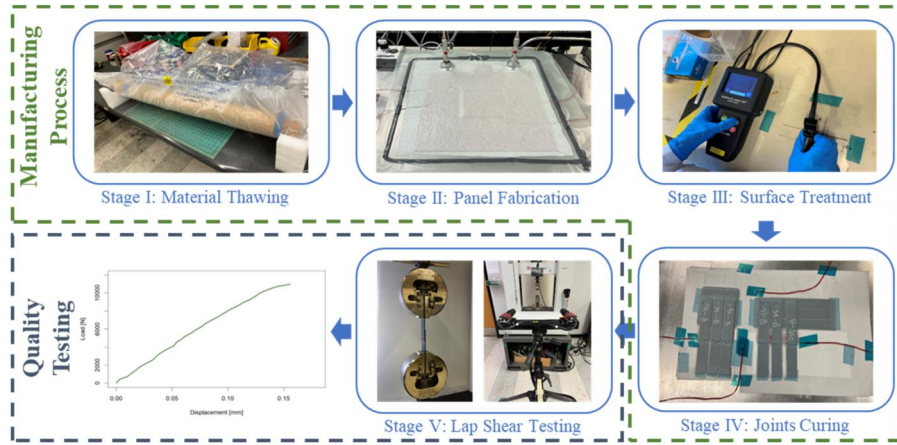 Manufacturing
Process
Stage I: Material Thawing
Stage II: Panel Fabrication
Stage III: Surface Treatment
Stage IV: Joints Curing
Stage V: Lap Shear Testing
Quality
Testing
Load [N]
10000
6000
2000
0
0.00
0.05
0.10
0.15
Displacement [mm]